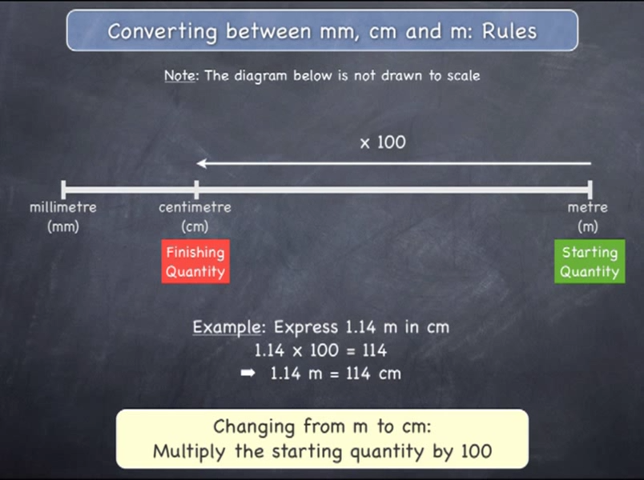 Converting between mm, cm and m: Rules
Note: The diagram below is not drawn to scale
x 100
millimetre
(mm)
centimetre
(cm)
metre
(m)
Finishing
Quantity
Starting
Quantity
Example: Express 1.14 m in cm
1.14 x 100 = 114
➡ 1.14 m = 114 cm
Changing from m to cm:
Multiply the starting quantity by 100